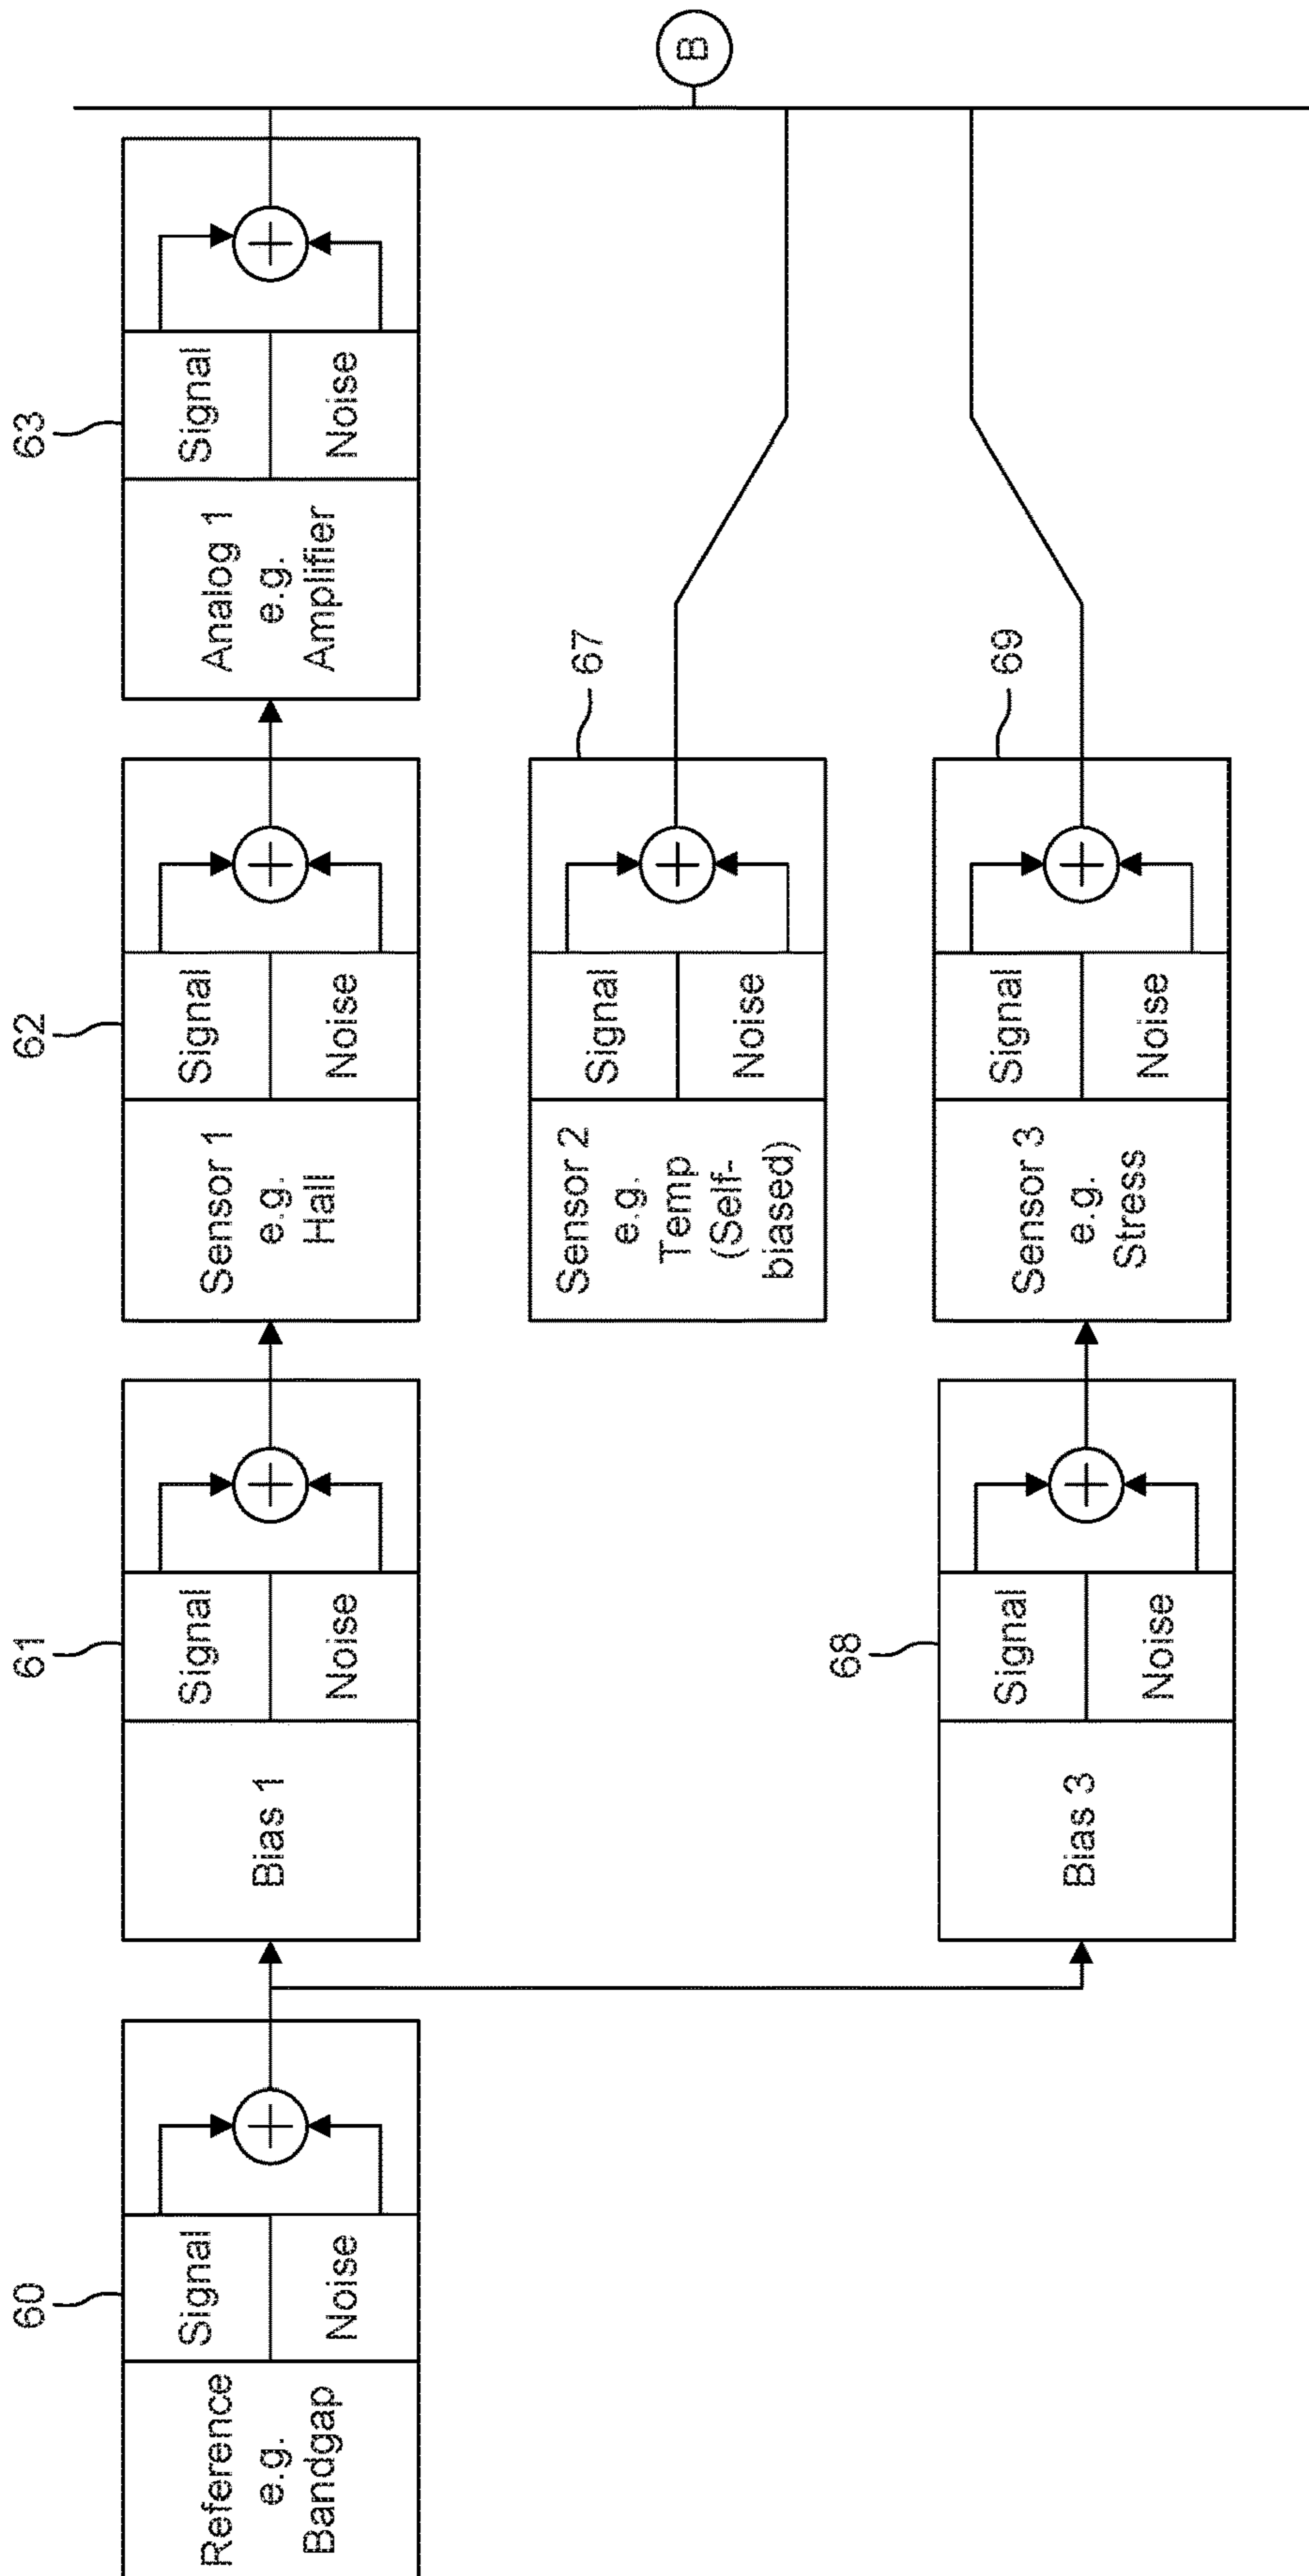 60
Reference
e.g.
Bandgap
Signal
Noise
61
Bias 1
Signal
Noise
62
Sensor 1
e.g.
Hall
Signal
Noise
63
Analog 1
e.g.
Amplifier
Signal
Noise
67
Sensor 2
e.g.
Temp
(Self-
biased)
Signal
Noise
68
Bias 3
Signal
Noise
69
Sensor 3
e.g.
Stress
Signal
Noise
B